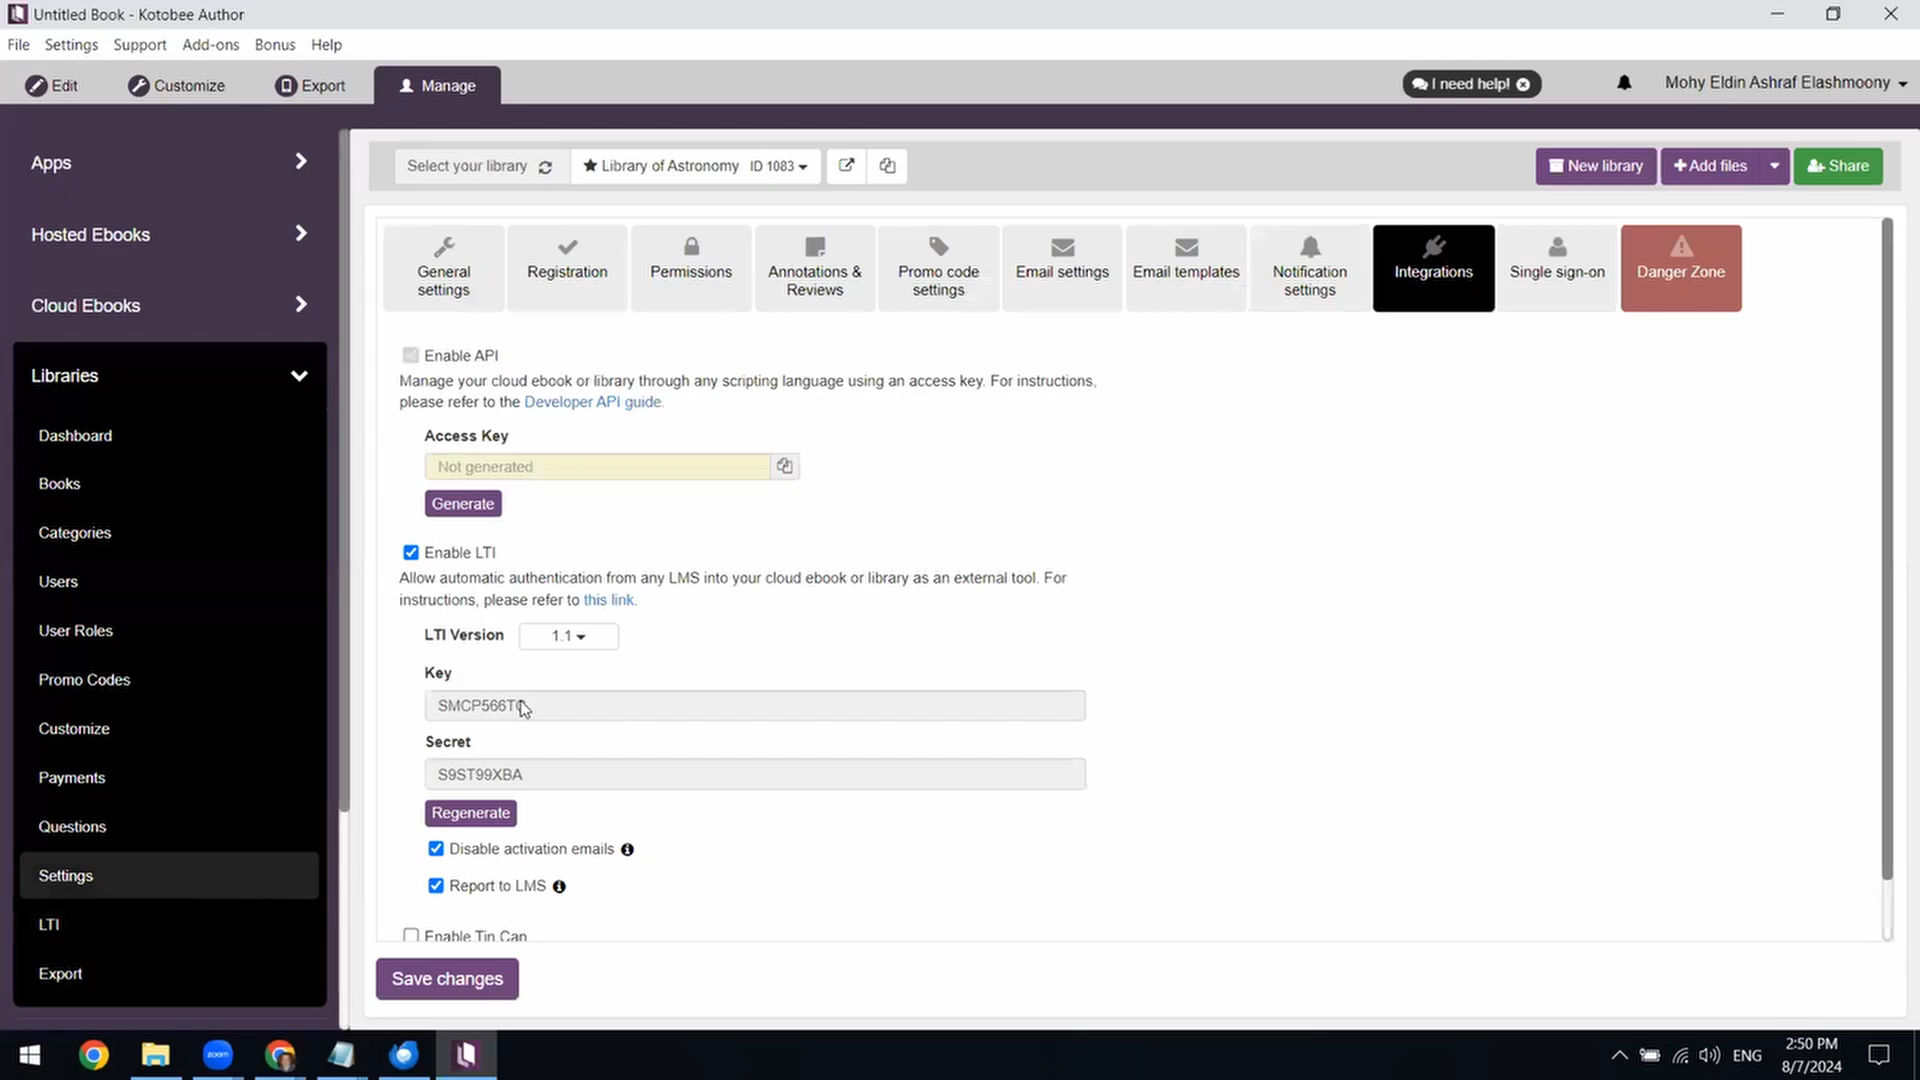 Untitled Book - Kotobee Author
File Settings Support Add-ons Bonus Help
Edit Customize Export Manage I need help! Mohy Eldin Ashraf Elashmoony
Apps
Hosted Ebooks
Cloud Ebooks
Libraries
Dashboard
Books
Categories
Users
User Roles
Promo Codes
Customize
Payments
Questions
Settings
LTI
Export
Select your library Library of Astronomy ID 1083 New library Add files Share
General settings
Registration
Permissions
Annotations & Reviews
Promo code settings
Email settings
Email templates
Notification settings
Integrations
Single sign-on
Danger Zone
Enable API
Manage your cloud ebook or library through any scripting language using an access key. For instructions,
please refer to the Developer API guide.
Access Key
Not generated
Generate
Enable LTI
Allow automatic authentication from any LMS into your cloud ebook or library as an external tool. For
instructions, please refer to this link.
LTI Version 1.1
Key
Secret
S9ST99XBA
Regenerate
Disable activation emails
Report to LMS
Enable Tin Can
Save changes
zoom
ENG
2:50 PM
8/7/2024